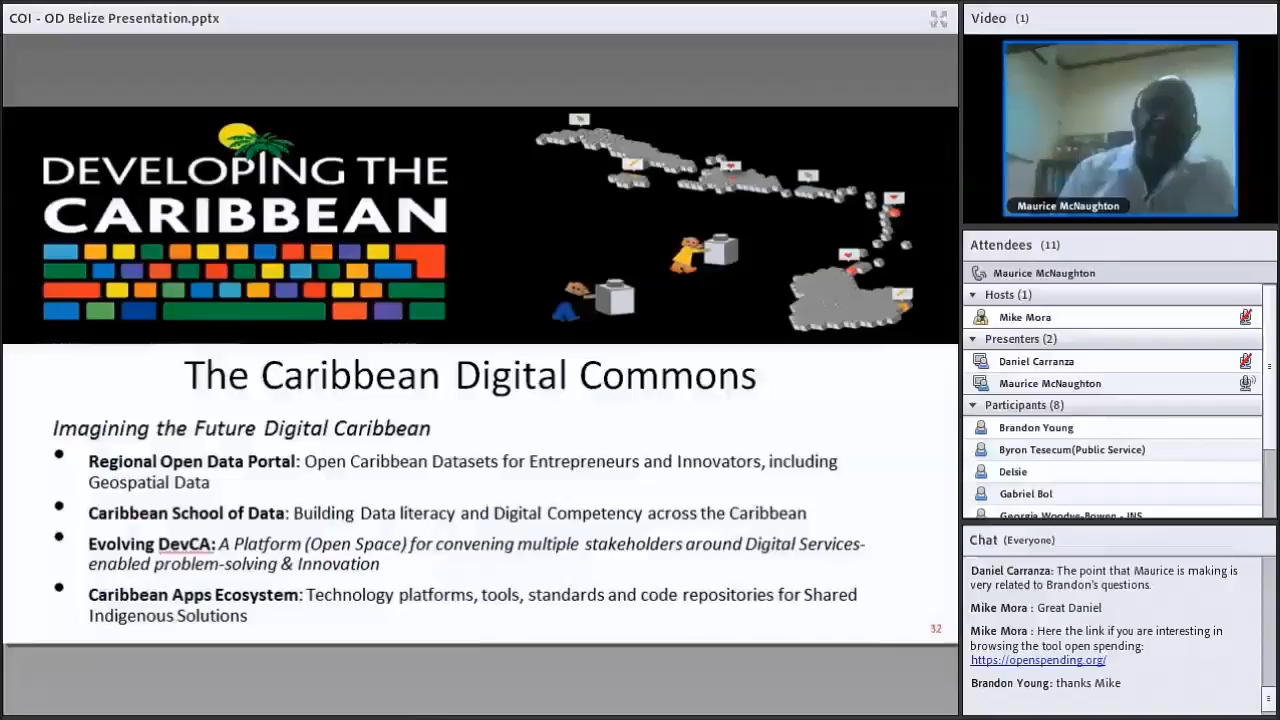 COI - OD Belize Presentation.pptx
DEVELOPING THE
CARIBBEAN
The Caribbean Digital Commons
Imagining the Future Digital Caribbean
• Regional Open Data Portal: Open Caribbean Datasets for Entrepreneurs and Innovators, including
Geospatial Data
• Caribbean School of Data: Building Data literacy and Digital Competency across the Caribbean
• Evolving DevCA: A Platform (Open Space) for convening multiple stakeholders around Digital Services-
enabled problem-solving & Innovation
• Caribbean Apps Ecosystem: Technology platforms, tools, standards and code repositories for Shared
Indigenous Solutions
32
Video (1)
Maurice McNaughton
Attendees (11)
Maurice McNaughton
Hosts (1)
Mike Mora
Presenters (2)
Daniel Carranza
Maurice McNaughton
Participants (8)
Brandon Young
Byron Tesecum(Public Service)
Delsie
Gabriel Bol
Georgia Woodye-Bowen - INS
Chat (Everyone)
Daniel Carranza: The point that Maurice is making is
very related to Brandon's questions.
Mike Mora : Great Daniel
Mike Mora : Here the link if you are interesting in
browsing the tool open spending:
https://openspending.org/
Brandon Young: thanks Mike